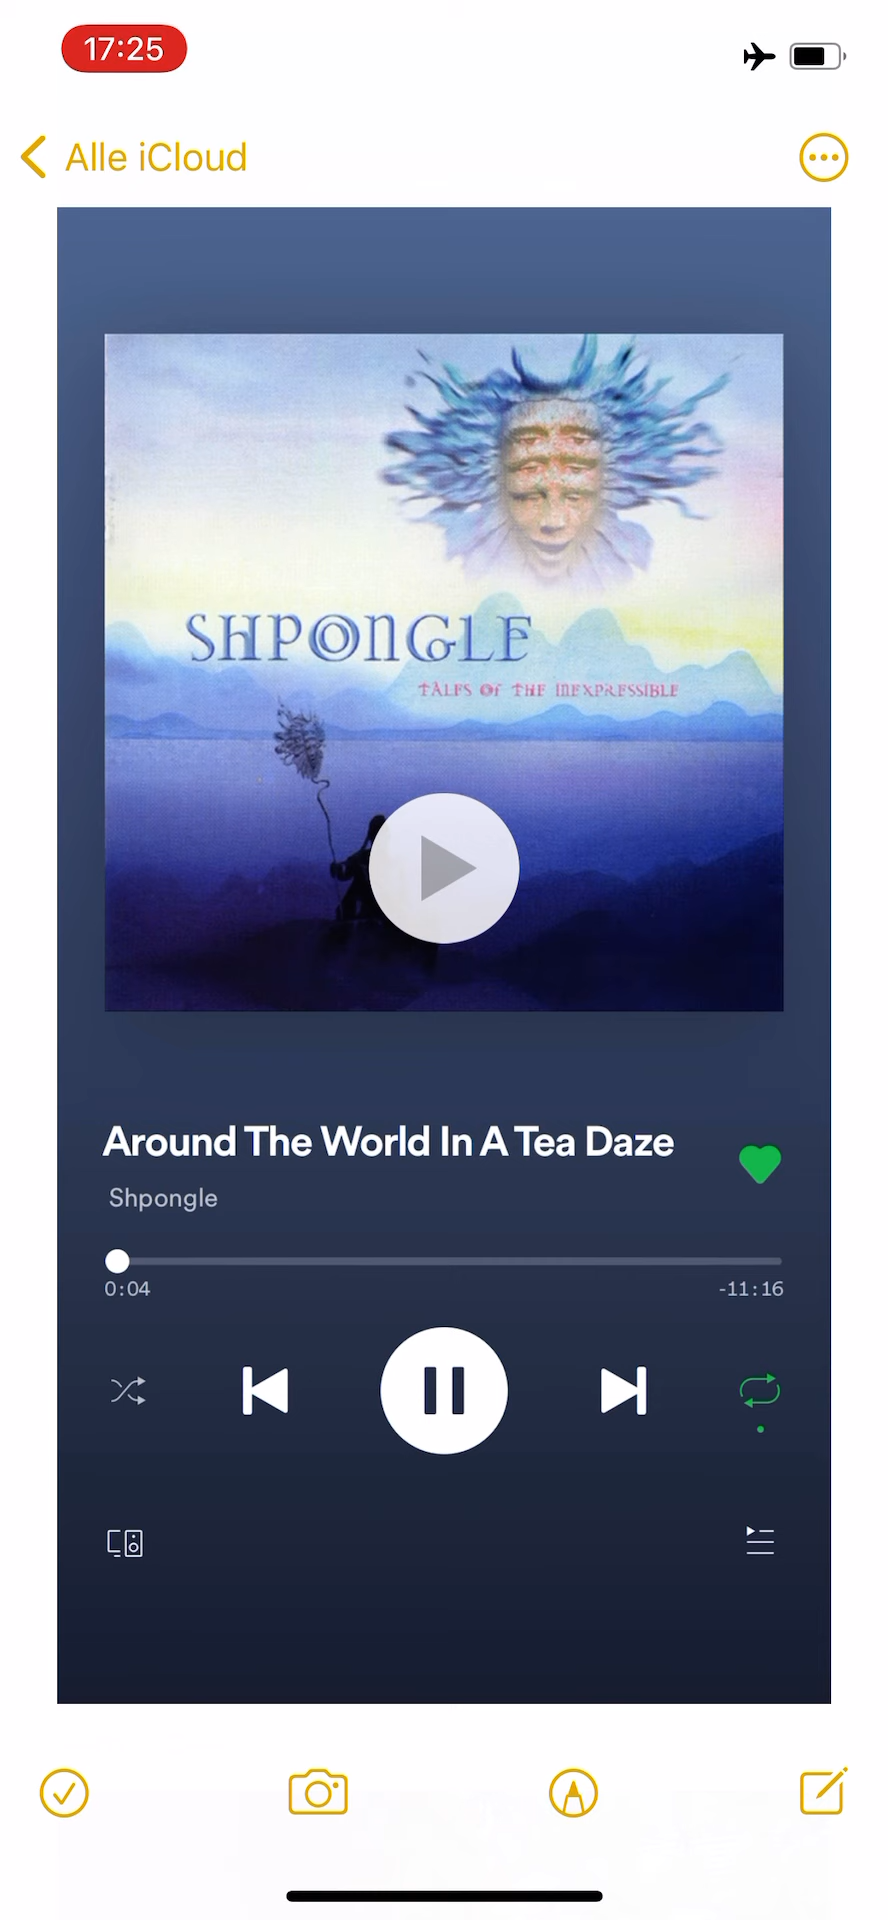 17:25
Alle iCloud
SHPONGLE
TALES OF THE INEXPRESSIBLE
Around The World In A Tea Daze
Shpongle
0:04
-11:16